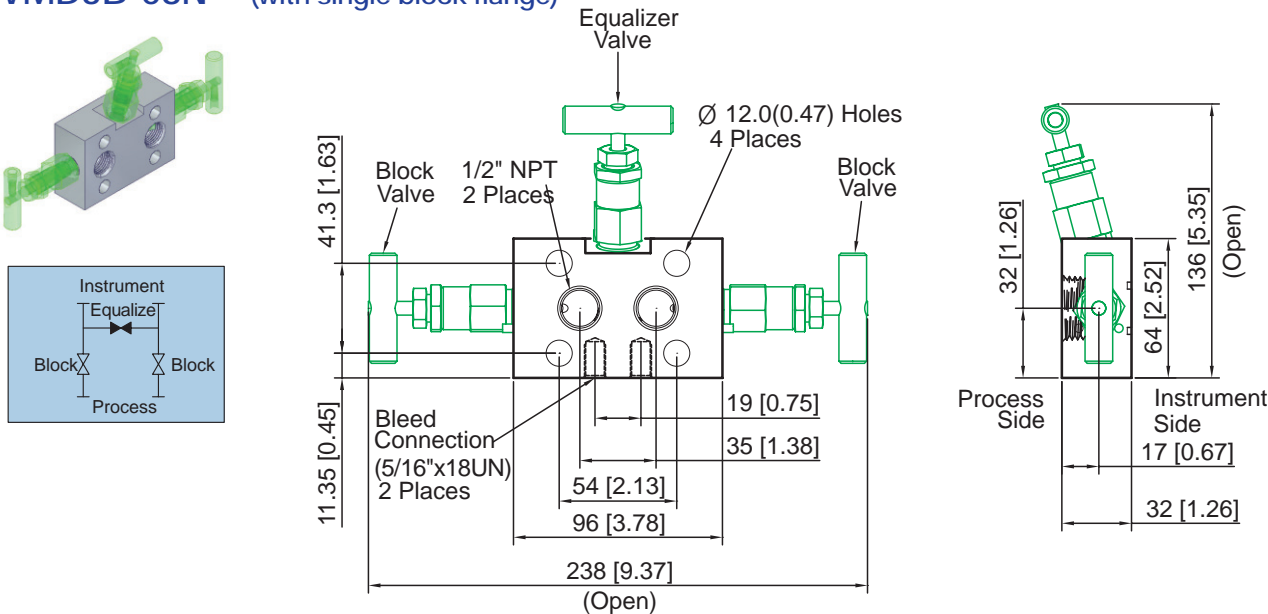 (with single block flange)
Equalizer
Valve
Ø 12.0(0.47) Holes
4 Places
Block
Valve
1/2" NPT
2 Places
Block
Valve
41.3 [1.63]
11.35 [0.45]
Instrument
Equalize
Block
Block
Process
Bleed
Connection
(5/16"x18UN)
2 Places
19 [0.75]
35 [1.38]
54 [2.13]
96 [3.78]
238 [9.37]
(Open)
32 [1.26]
64 [2.52]
136 [5.35]
(Open)
Process
Side
Instrument
Side
17 [0.67]
32 [1.26]